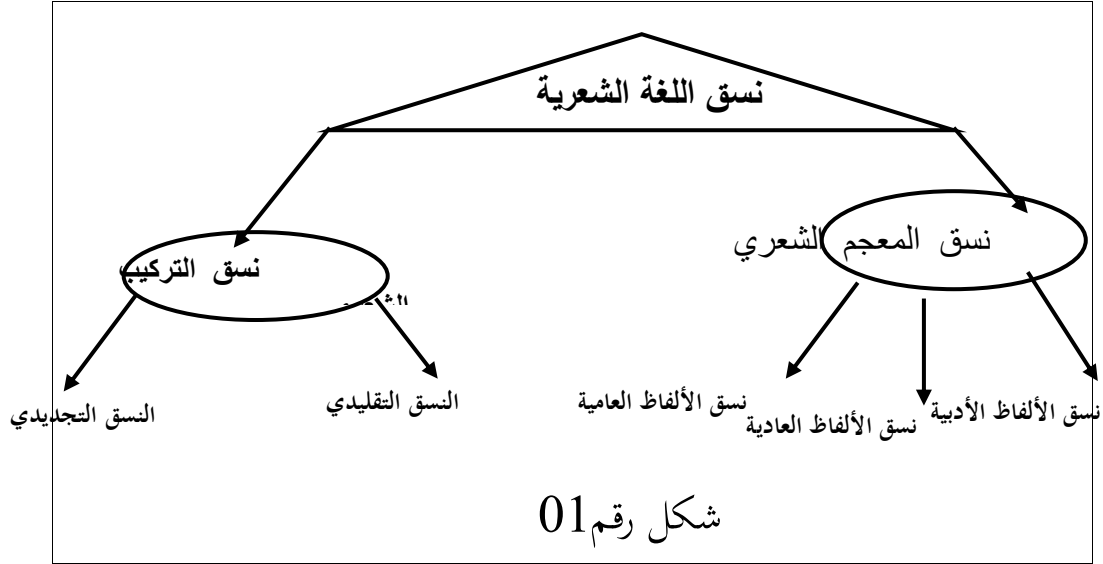 نسق اللغة الشعرية
نسق المعجم الشعري
نسق التركيب
نسق الألفاظ الأدبية
نسق الألفاظ العادية
نسق الألفاظ العامية
النسق التقليدي
النسق التجديدي
شكل رقم01